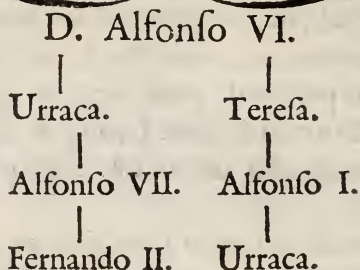 D. Alfonſo VI.
Urraca. Tereſa.
Alfonſo VII. Alfonſo I.
Fernando II. Urraca.